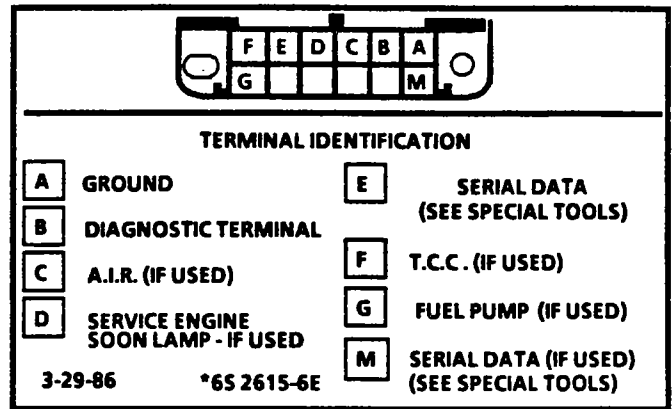 F E D C B A
G M
TERMINAL IDENTIFICATION
A GROUND
B DIAGNOSTIC TERMINAL
C A.I.R. (IF USED)
D SERVICE ENGINE
SOON LAMP - IF USED
E SERIAL DATA
(SEE SPECIAL TOOLS)
F T.C.C. (IF USED)
G FUEL PUMP (IF USED)
M SERIAL DATA (IF USED)
(SEE SPECIAL TOOLS)
3-29-86 *6S 2615-6E